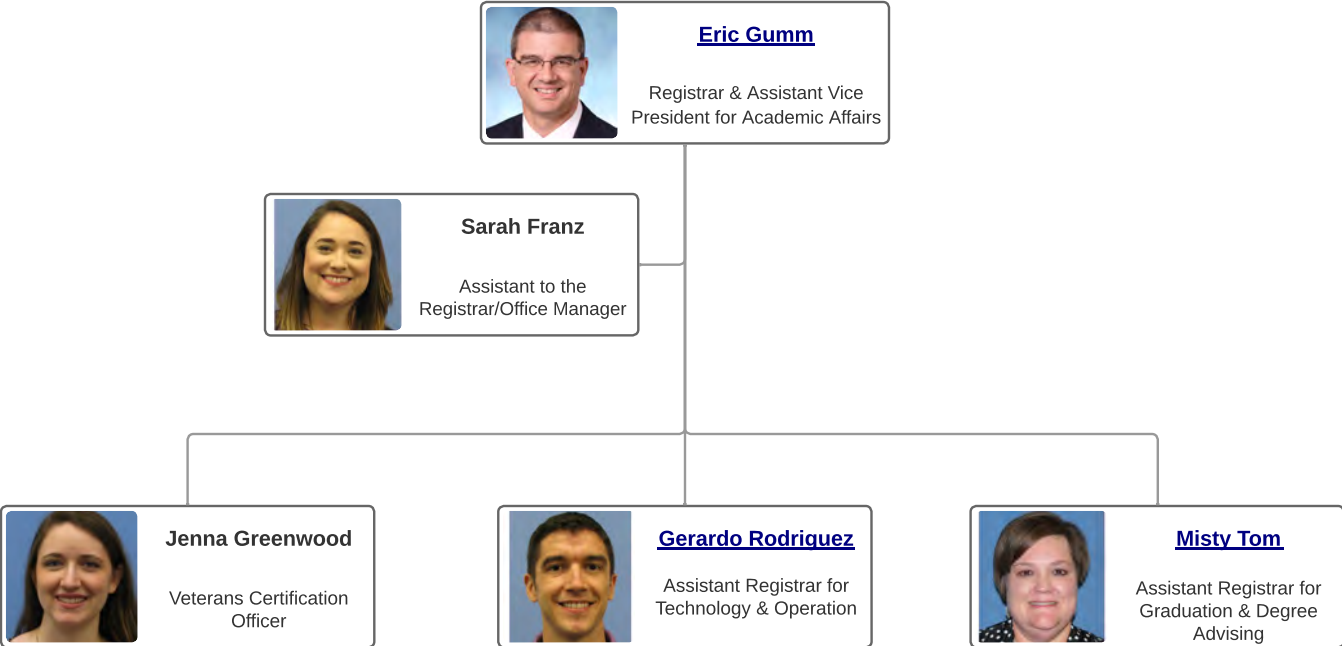 Eric Gumm
Registrar & Assistant Vice
President for Academic Affairs
Sarah Franz
Assistant to the
Registrar/Office Manager
Jenna Greenwood
Veterans Certification
Officer
Gerardo Rodriguez
Assistant Registrar for
Technology & Operation
Misty Tom
Assistant Registrar for
Graduation & Degree
Advising